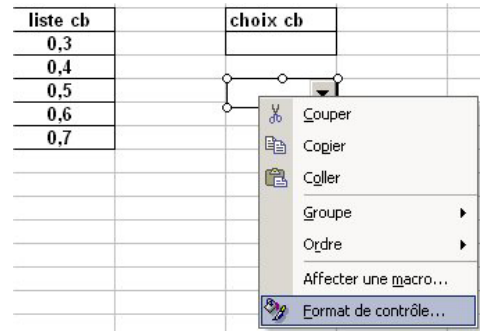 liste cb choix cb
0,3
0,4
0,5
0,6
0,7
Couper
Copier
Coller
Groupe
Ordre
Affecter une macro...
Format de contrôle...